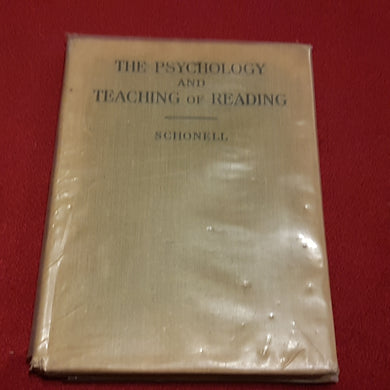 THE PSYCHOLOGY
AND
TEACHING OF READING
SCHONELL